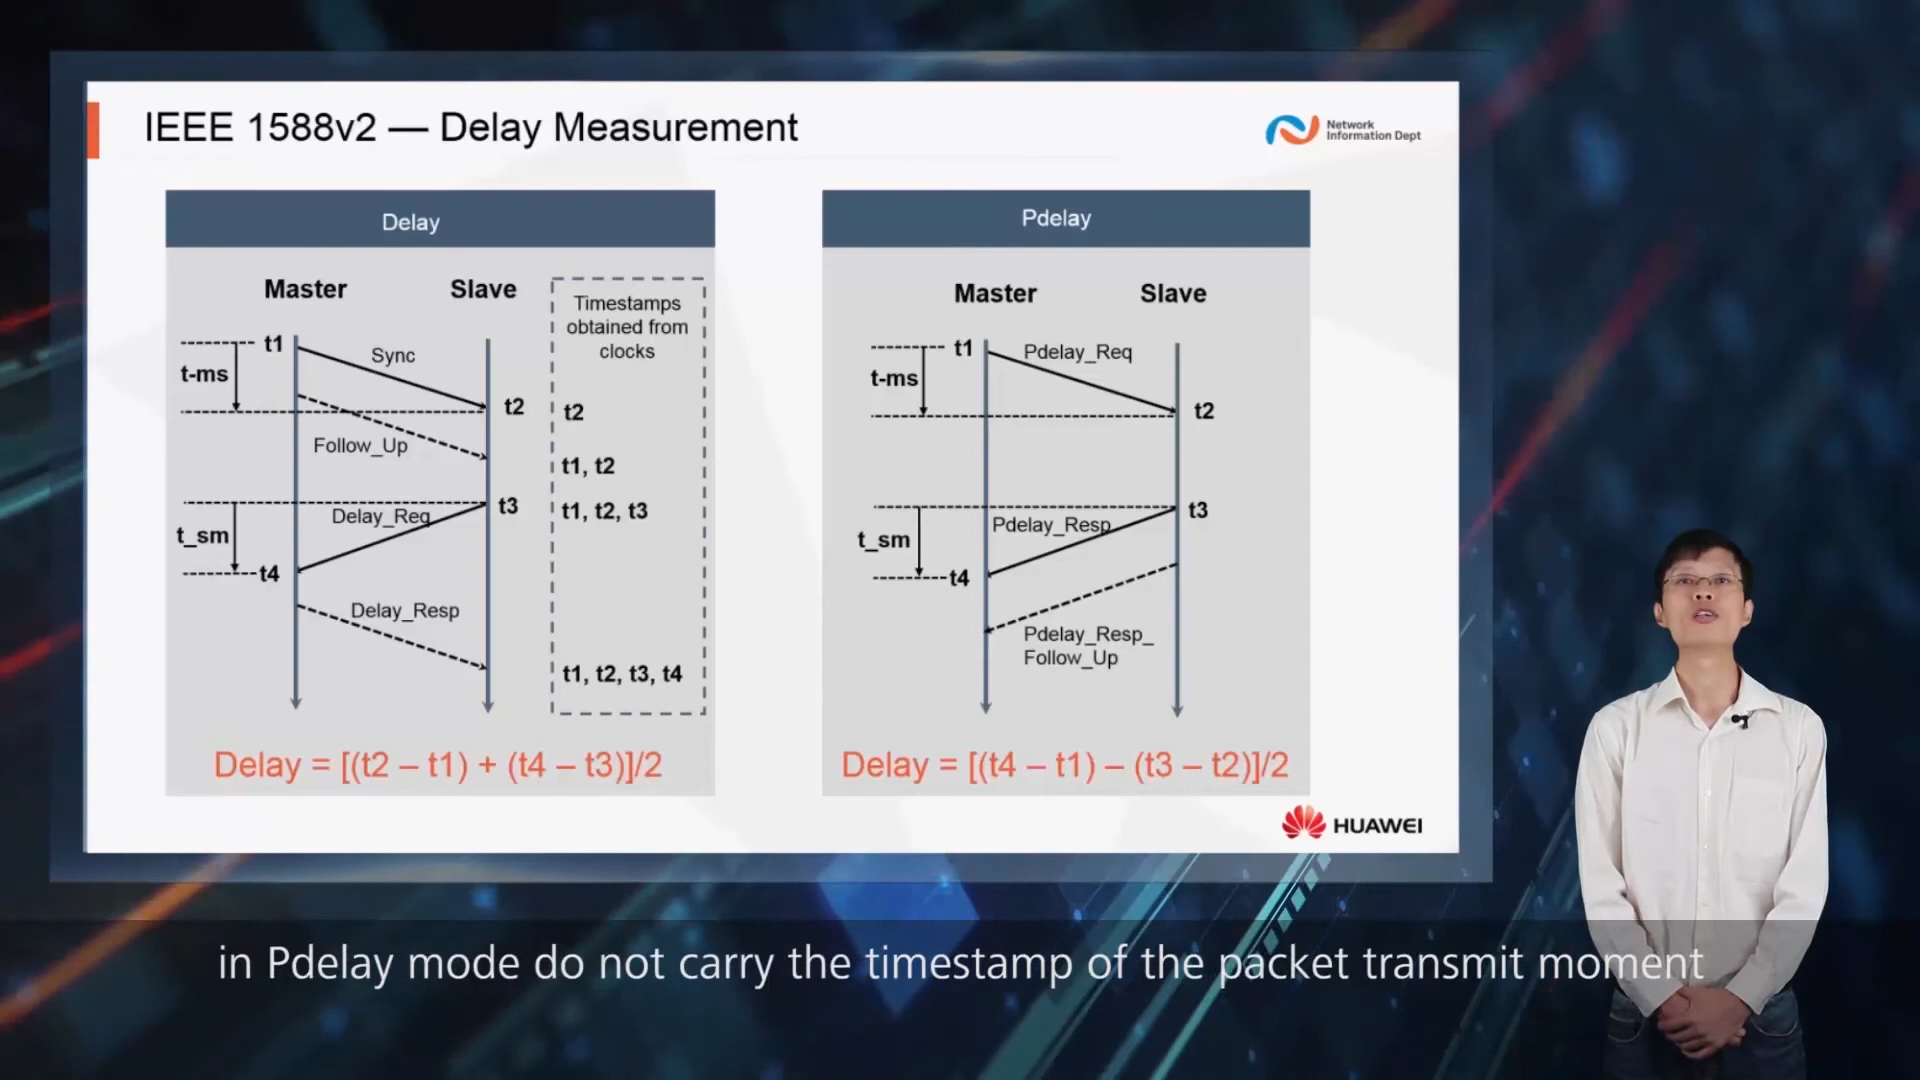 IEEE 1588v2 — Delay Measurement
Network
Information Dept
Delay
Master
Slave
Timestamps
obtained from
clocks
t1
Sync
t-ms
t2
t2
Follow_Up
t1, t2
t3
t1, t2, t3
Delay_Req
t_sm
t4
Delay_Resp
t1, t2, t3, t4
Delay = [(t2 – t1) + (t4 – t3)]/2
Pdelay
Master
Slave
t1
Pdelay_Req
t-ms
t2
t3
Pdelay_Resp
t_sm
t4
Pdelay_Resp_
Follow_Up
Delay = [(t4 – t1) – (t3 – t2)]/2
HUAWEI
in Pdelay mode do not carry the timestamp of the packet transmit moment